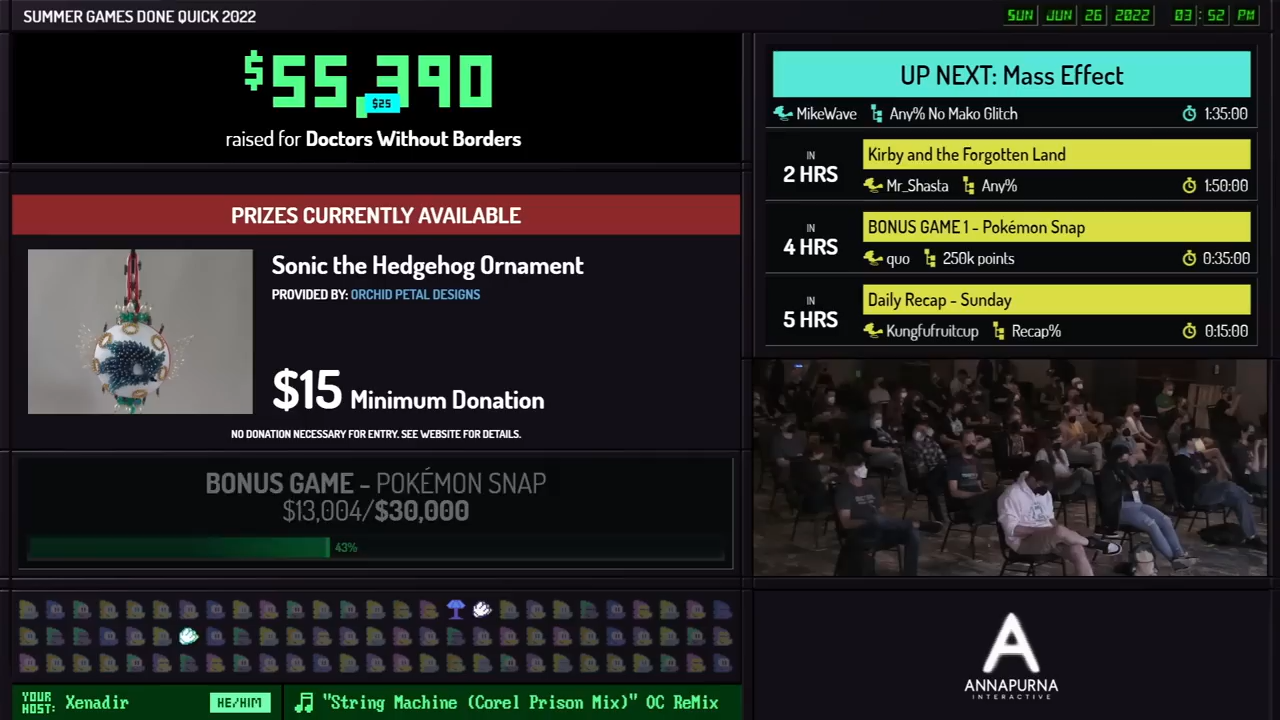 SUMMER GAMES DONE QUICK 2022
SUN JUN 26 2022 03:52 PM
$55,390
$25
raised for Doctors Without Borders
PRIZES CURRENTLY AVAILABLE
Sonic the Hedgehog Ornament
PROVIDED BY: ORCHID PETAL DESIGNS
$15 Minimum Donation
NO DONATION NECESSARY FOR ENTRY. SEE WEBSITE FOR DETAILS.
BONUS GAME - POKÉMON SNAP
$13,004/$30,000
43%
YOUR HOST: Xenadir HE/HIM
"String Machine (Corel Prison Mix)" OC ReMix
UP NEXT: Mass Effect
MikeWave Any% No Mako Glitch 1:35:00
IN 2 HRS
Kirby and the Forgotten Land
Mr_Shasta Any% 1:50:00
IN 4 HRS
BONUS GAME 1 - Pokémon Snap
quo 250k points 0:35:00
IN 5 HRS
Daily Recap - Sunday
Kungfufruitcup Recap% 0:15:00
ANNAPURNA
INTERACTIVE